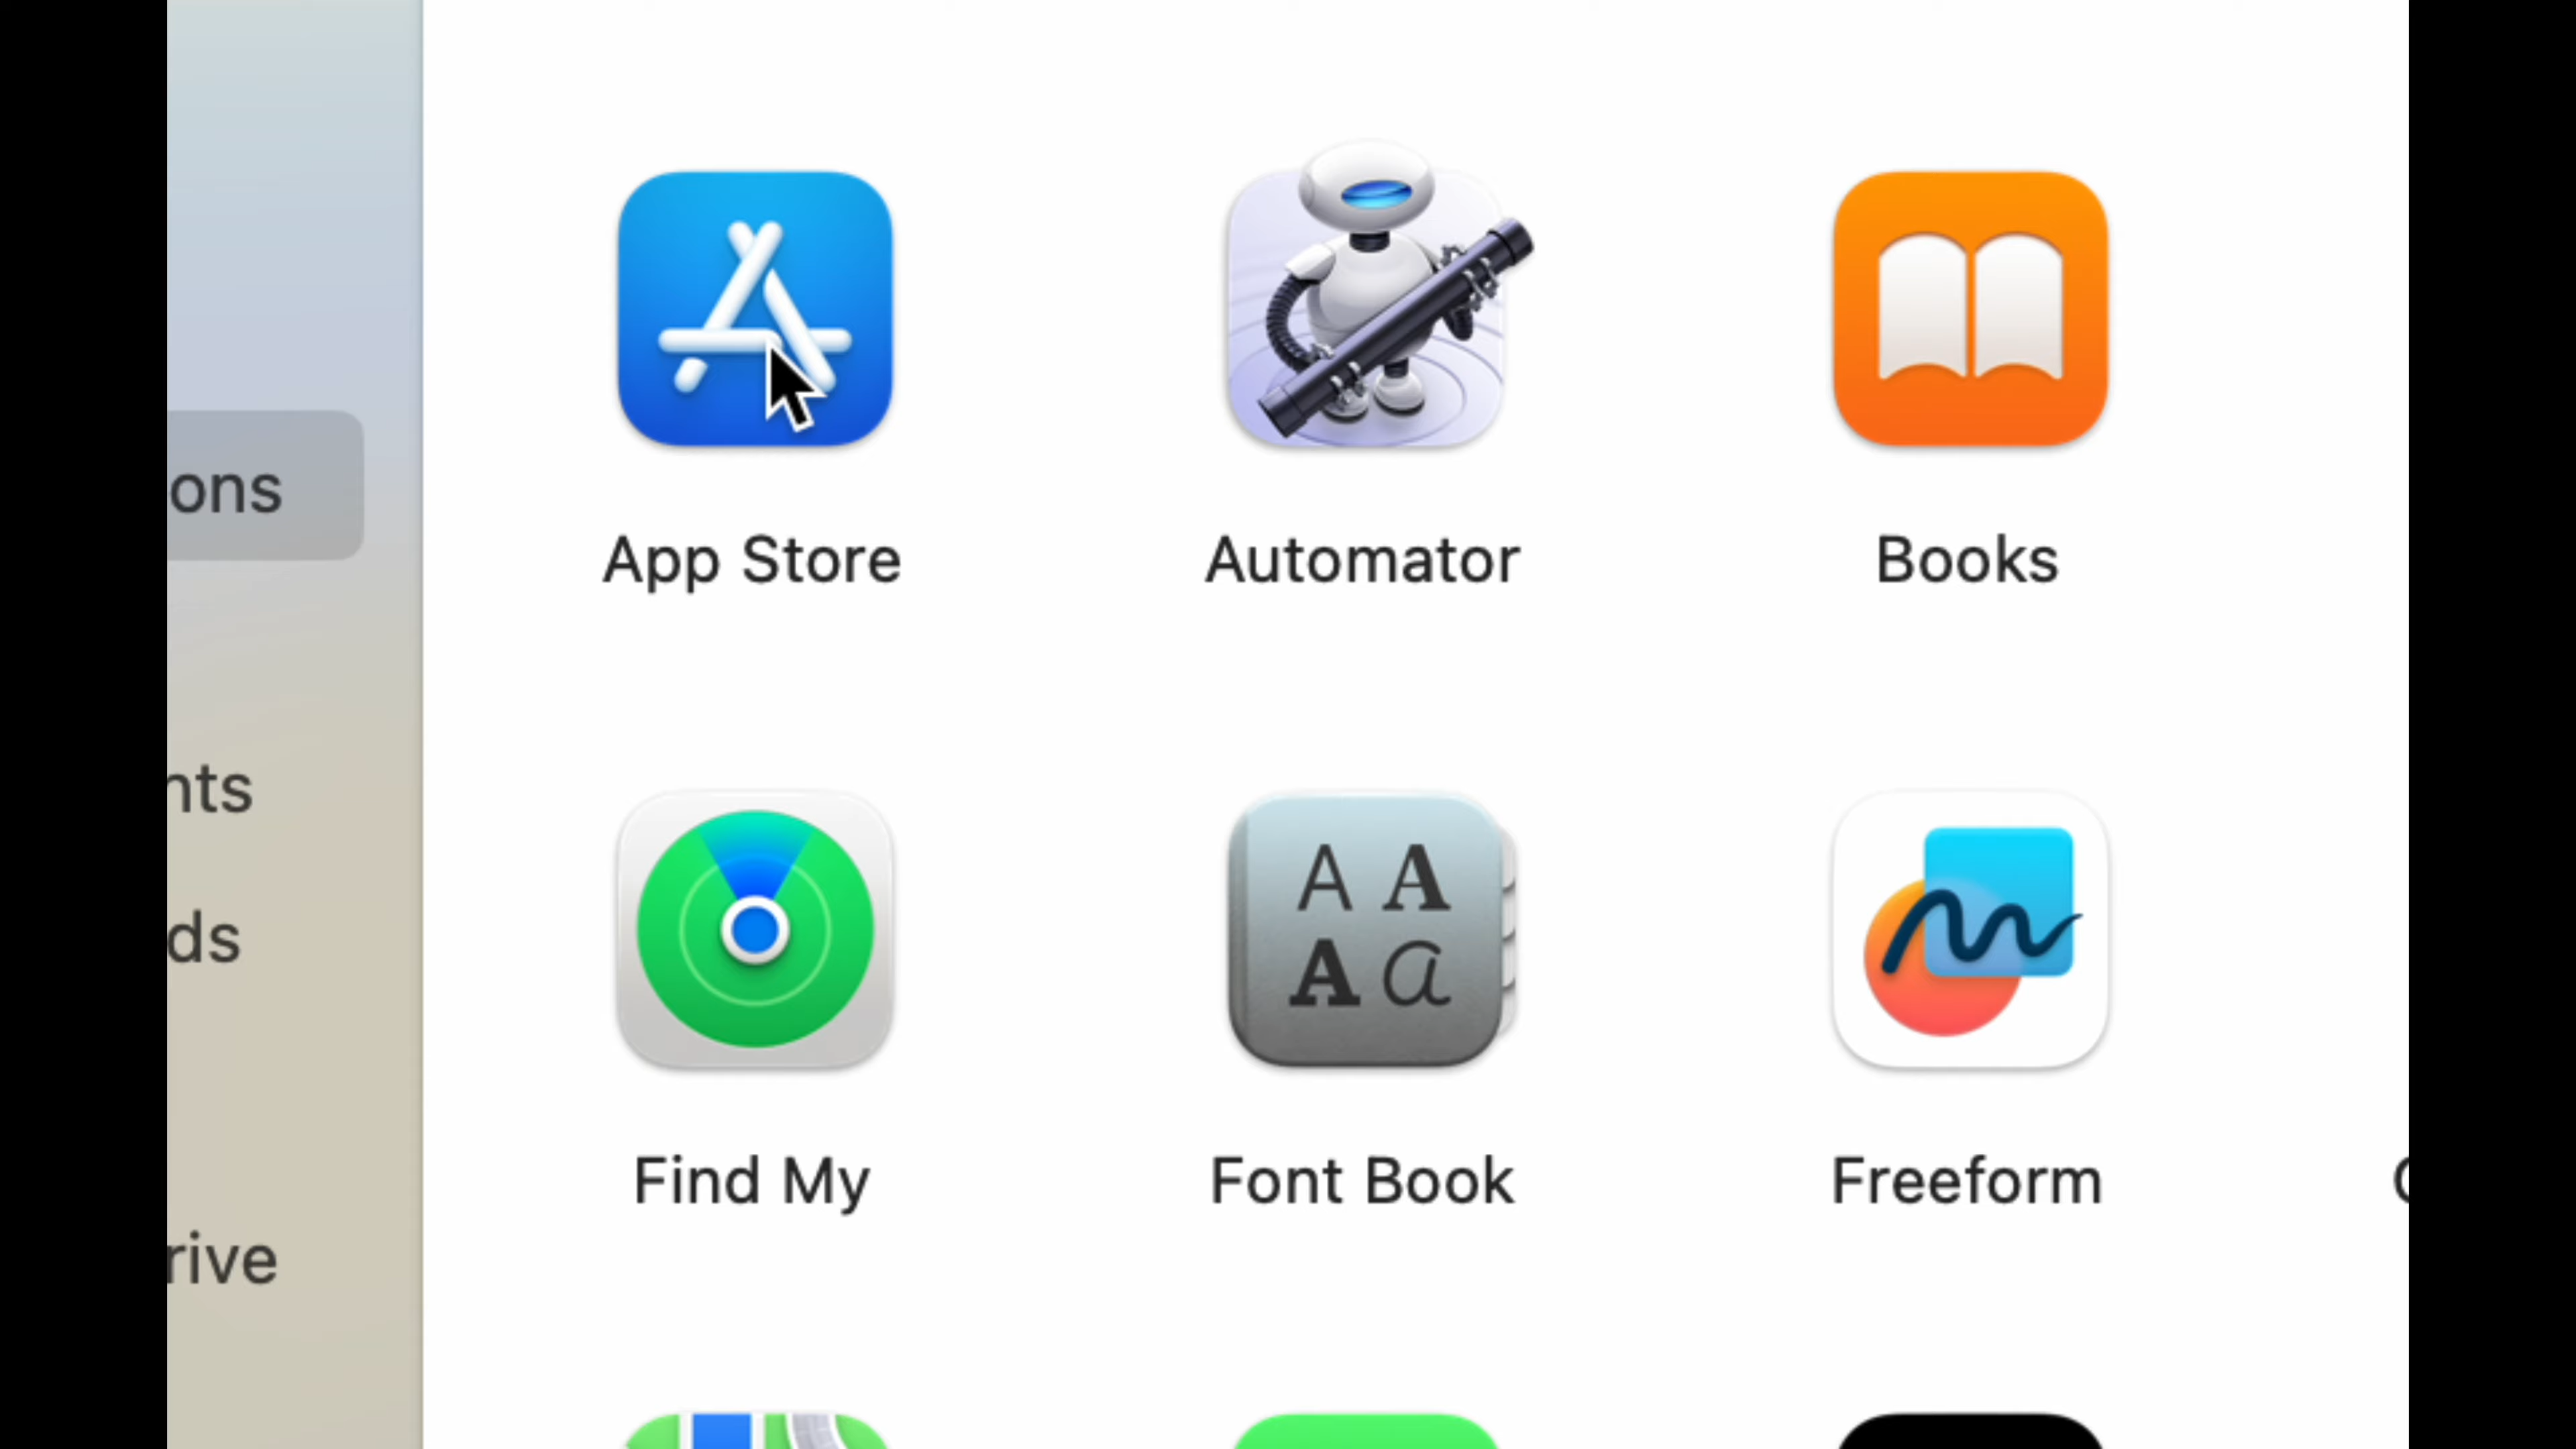 ons
nts
ds
rive
App Store
Automator
Books
A A
A a
Find My
Font Book
Freeform